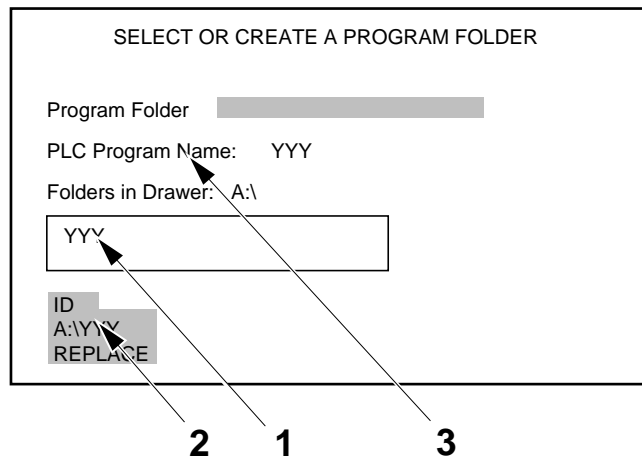 SELECT OR CREATE A PROGRAM FOLDER
Program Folder
PLC Program Name: YYY
Folders in Drawer: A:\
YYY
ID
A:\YYY
REPLACE
2 1 3